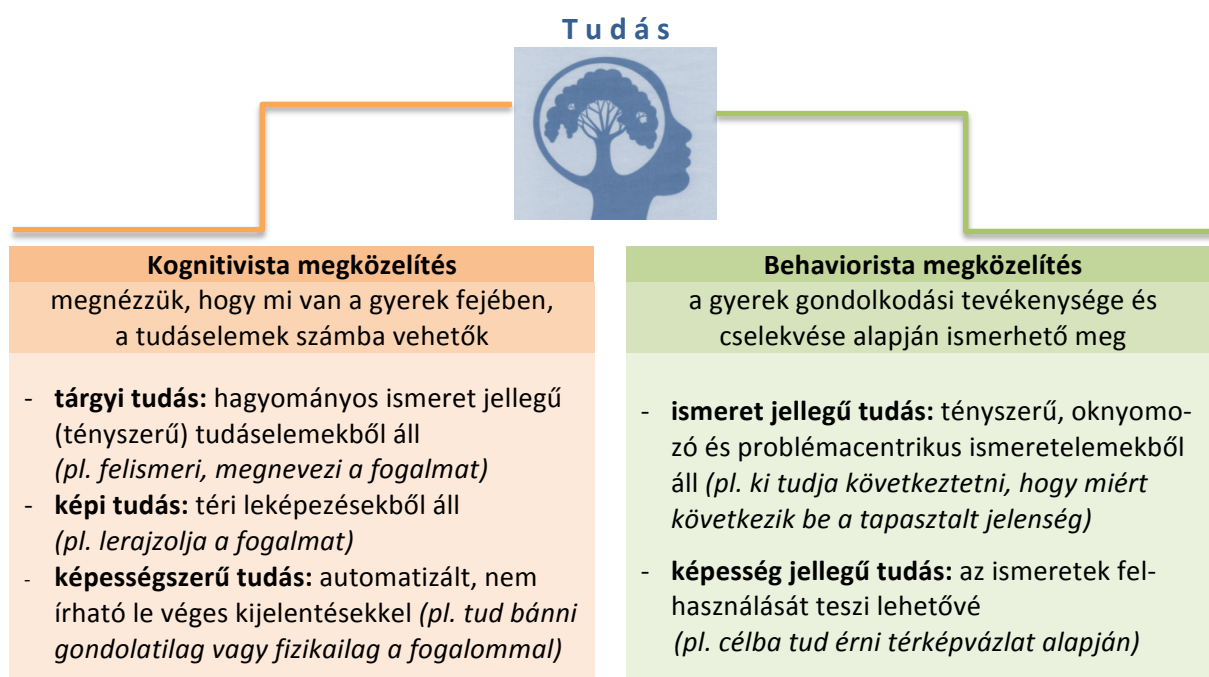 Tudás
Kognitivista megközelítés
megnézzük, hogy mi van a gyerek fejében,
a tudáselemek számba vehetők
- tárgyi tudás: hagyományos ismeret jellegű
(tényszerű) tudáselemekből áll
(pl. felismeri, megnevezi a fogalmat)
- képi tudás: téri leképezésekből áll
(pl. lerajzolja a fogalmat)
- képességszerű tudás: automatizált, nem
írható le véges kijelentésekkel (pl. tud bánni
gondolatilag vagy fizikailag a fogalommal)
Behaviorista megközelítés
a gyerek gondolkodási tevékenysége és
cselekvése alapján ismerhető meg
- ismeret jellegű tudás: tényszerű, oknyomo-
zó és problémacentrikus ismeretelemekből
áll (pl. ki tudja következtetni, hogy miért
következik be a tapasztalt jelenség)
- képesség jellegű tudás: az ismeretek fel-
használását teszi lehetővé
(pl. célba tud érni térképvázlat alapján)